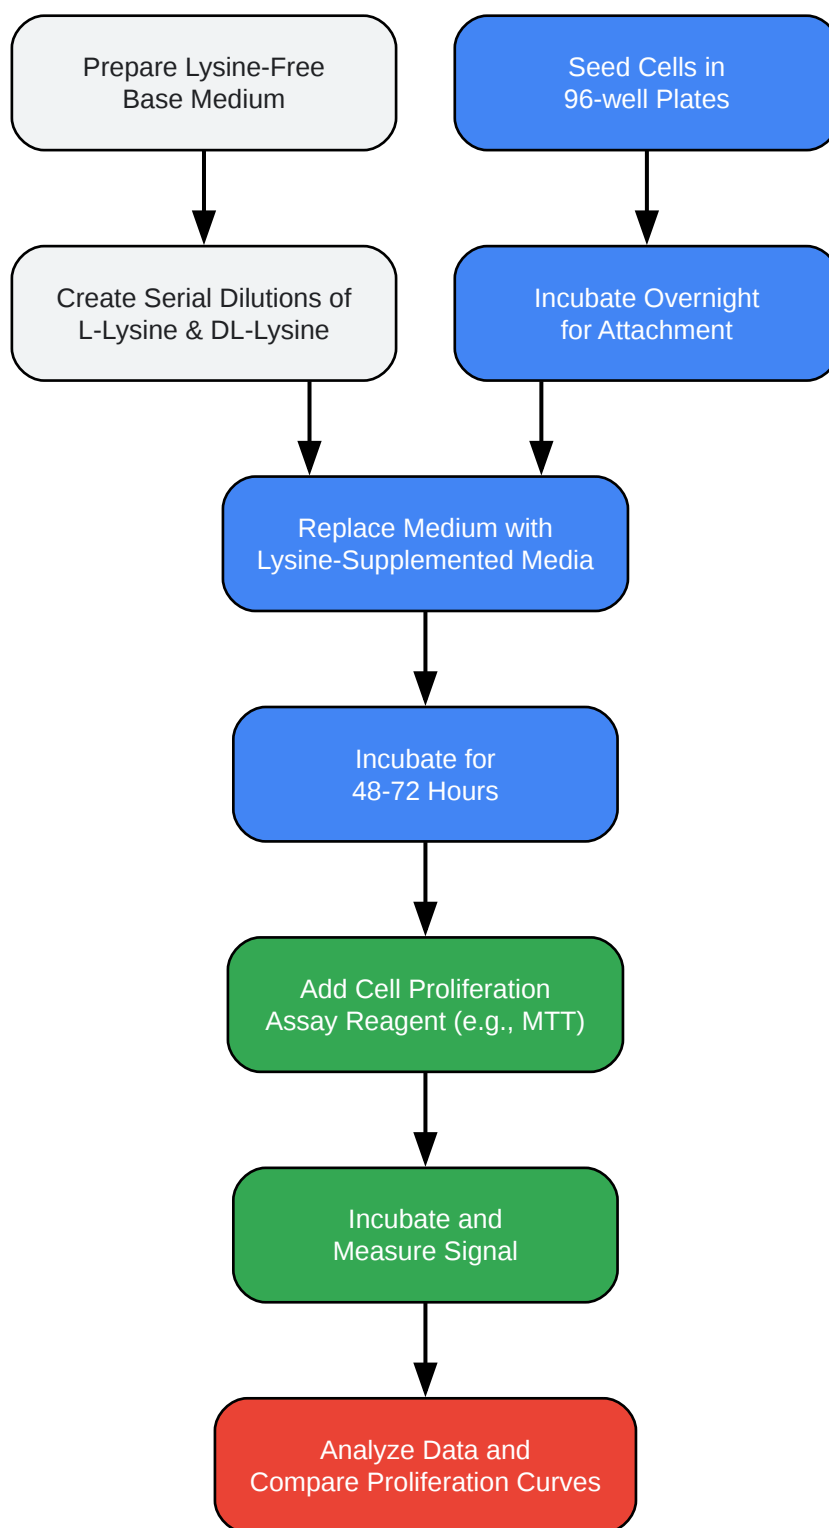 Prepare Lysine-Free
Base Medium
Seed Cells in
96-well Plates
Create Serial Dilutions of
L-Lysine & DL-Lysine
Incubate Overnight
for Attachment
Replace Medium with
Lysine-Supplemented Media
Incubate for
48-72 Hours
Add Cell Proliferation
Assay Reagent (e.g., MTT)
Incubate and
Measure Signal
Analyze Data and
Compare Proliferation Curves